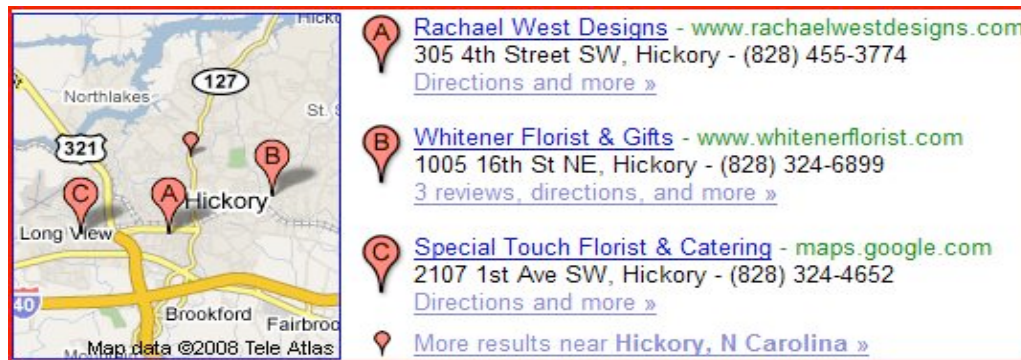 Hicko
127
Northlakes
St. S
321
B
C
A
Hickory
Long View
40
Brookford
Fairbroo
Map data ©2008 Tele Atlas
A Rachael West Designs - www.rachaelwestdesigns.com
305 4th Street SW, Hickory - (828) 455-3774
Directions and more »
B Whitener Florist & Gifts - www.whitenerflorist.com
1005 16th St NE, Hickory - (828) 324-6899
3 reviews, directions, and more »
C Special Touch Florist & Catering - maps.google.com
2107 1st Ave SW, Hickory - (828) 324-4652
Directions and more »
More results near Hickory, N Carolina »